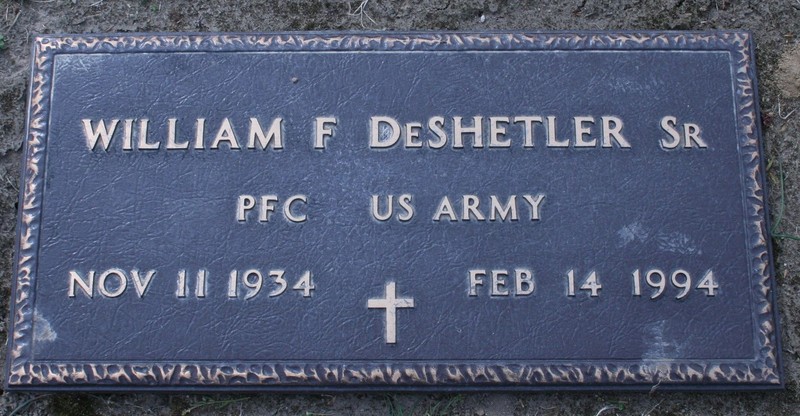 WILLIAM F DeSHETLER Sr
PFC US ARMY
NOV 11 1934 FEB 14 1994